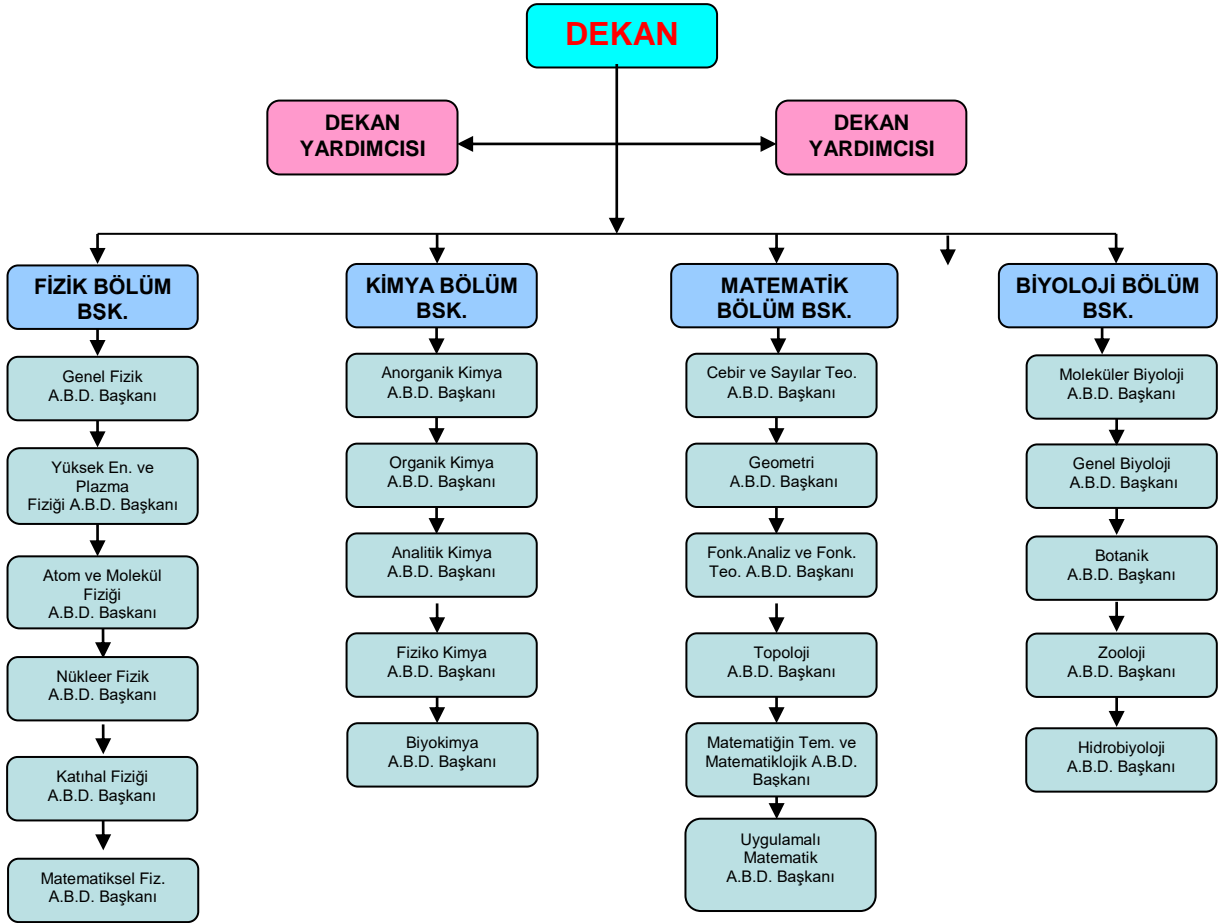 DEKAN
DEKAN
YARDIMCISI
DEKAN
YARDIMCISI
FİZİK BÖLÜM
BSK.
KİMYA BÖLÜM
BSK.
MATEMATİK
BÖLÜM BSK.
BİYOLOJİ BÖLÜM
BSK.
Genel Fizik
A.B.D. Başkanı
Yüksek En. ve
Plazma
Fiziği A.B.D. Başkanı
Atom ve Molekül
Fiziği
A.B.D. Başkanı
Nükleer Fizik
A.B.D. Başkanı
Katıhal Fiziği
A.B.D. Başkanı
Matematiksel Fiz.
A.B.D. Başkanı
Anorganik Kimya
A.B.D. Başkanı
Organik Kimya
A.B.D. Başkanı
Analitik Kimya
A.B.D. Başkanı
Fiziko Kimya
A.B.D. Başkanı
Biyokimya
A.B.D. Başkanı
Cebir ve Sayılar Teo.
A.B.D. Başkanı
Geometri
A.B.D. Başkanı
Fonk.Analiz ve Fonk.
Teo. A.B.D. Başkanı
Topoloji
A.B.D. Başkanı
Matematiğin Tem. ve
Matematiklojik A.B.D.
Başkanı
Uygulamalı
Matematik
A.B.D. Başkanı
Moleküler Biyoloji
A.B.D. Başkanı
Genel Biyoloji
A.B.D. Başkanı
Botanik
A.B.D. Başkanı
Zooloji
A.B.D. Başkanı
Hidrobiyoloji
A.B.D. Başkanı